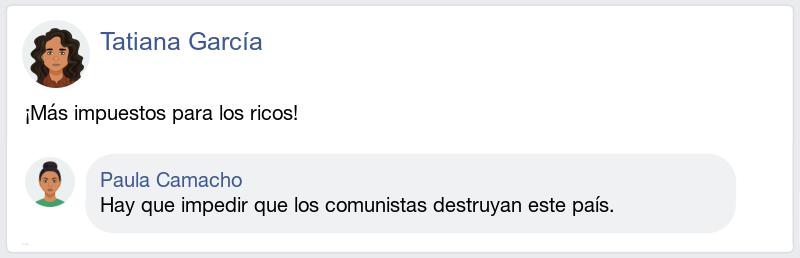 Tatiana García
¡Más impuestos para los ricos!
Paula Camacho
Hay que impedir que los comunistas destruyan este país.